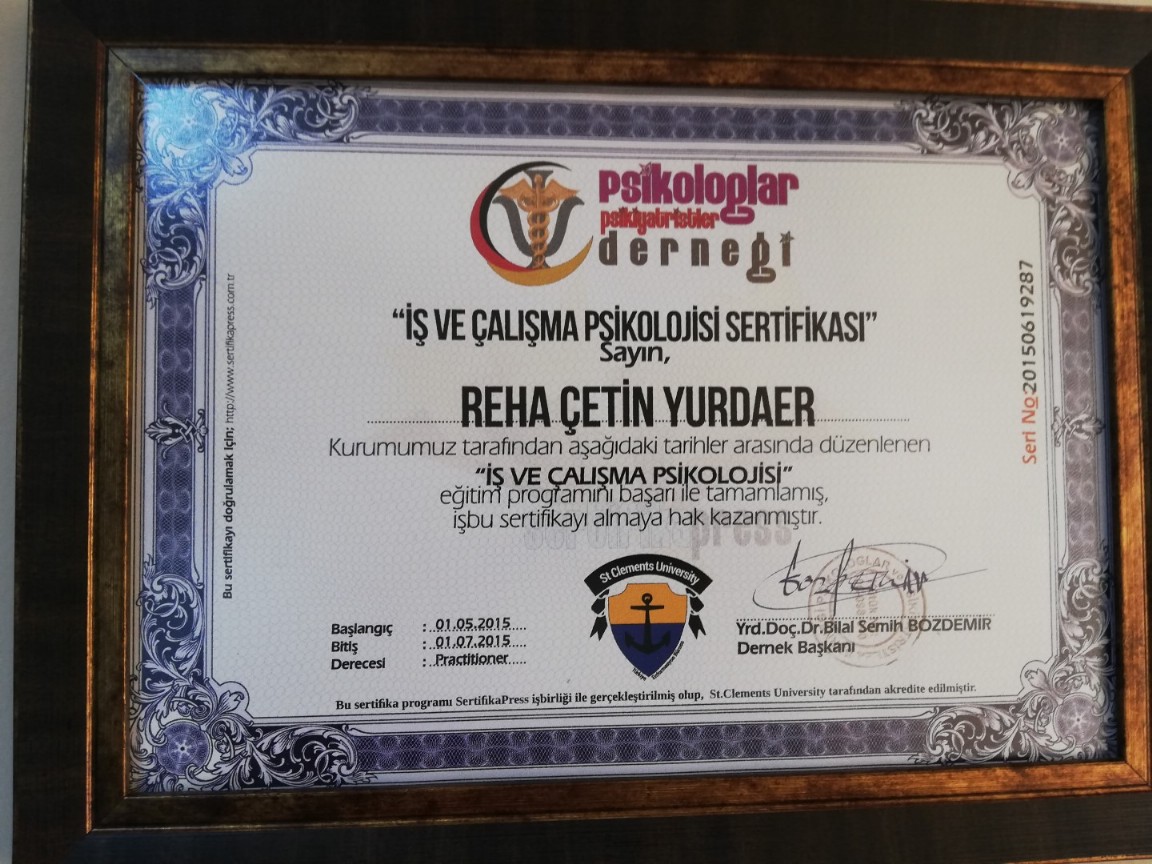 psikologlar
psikiyatristler
derneği
“İŞ VE ÇALIŞMA PSİKOLOJİSİ SERTİFİKASI”
Sayın,
REHA ÇETİN YURDAER
Kurumumuz tarafından aşağıdaki tarihler arasında düzenlenen
“İŞ VE ÇALIŞMA PSİKOLOJİSİ”
eğitim programını başarı ile tamamlamış,
işbu sertifikayı almaya hak kazanmıştır.
St Clements University
Başlangıç : 01.05.2015
Bitiş : 01.07.2015
Derecesi : Practitioner
Yrd.Doç.Dr.Bilal Semih BOZDEMİR
Dernek Başkanı
Bu sertifika programı SertifikaPress işbirliği ile gerçekleştirilmiş olup, St.Clements University tarafından akredite edilmiştir.
Bu sertifikayı doğrulamak için; http://www.sertifikapress.com.tr
Seri No:20150619287